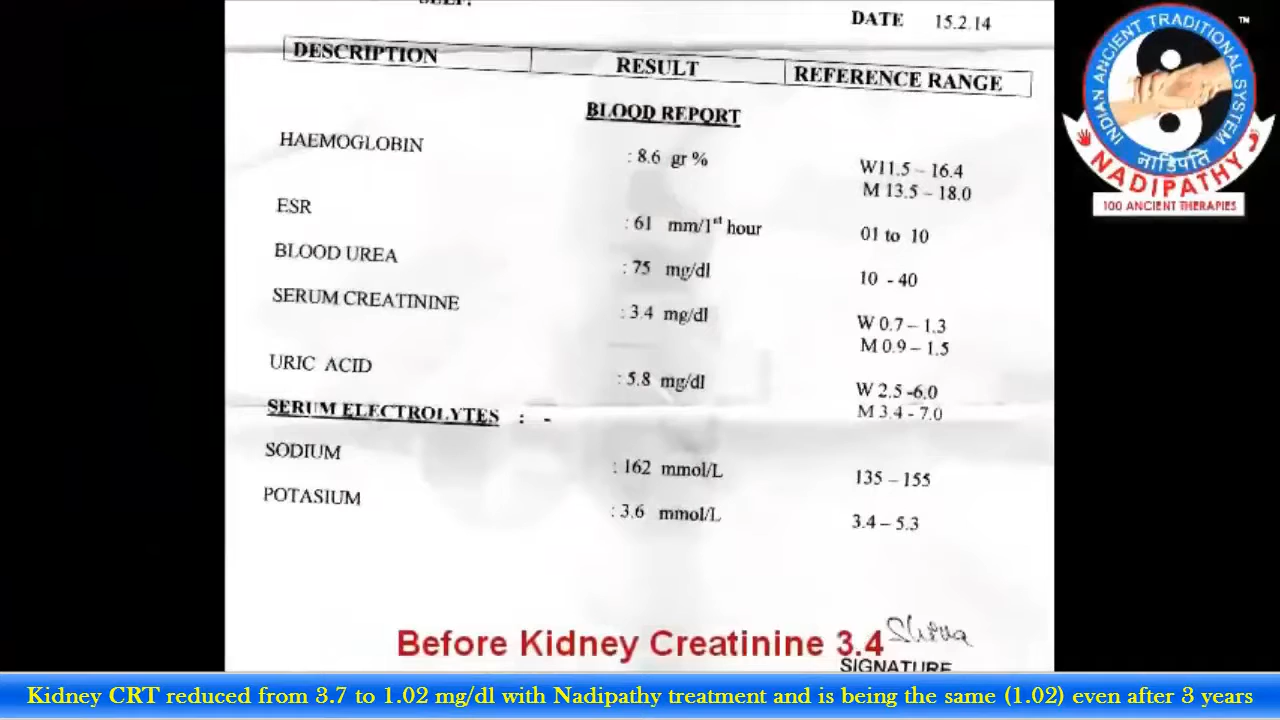 SELF.
DATE 15.2.14
DESCRIPTION RESULT REFERENCE RANGE
BLOOD REPORT
HAEMOGLOBIN : 8.6 gr % W11.5 – 16.4
M 13.5 – 18.0
ESR : 61 mm/1st hour 01 to 10
BLOOD UREA : 75 mg/dl 10 - 40
SERUM CREATININE : 3.4 mg/dl W 0.7 – 1.3
M 0.9 – 1.5
URIC ACID : 5.8 mg/dl W 2.5 -6.0
M 3.4 - 7.0
SERUM ELECTROLYTES : -
SODIUM : 162 mmol/L 135 – 155
POTASIUM : 3.6 mmol/L 3.4 – 5.3
Before Kidney Creatinine 3.4
SIGNATURE
Kidney CRT reduced from 3.7 to 1.02 mg/dl with Nadipathy treatment and is being the same (1.02) even after 3 years
INDIAN ANCIENT TRADITIONAL SYSTEM
TM
नाडिपति
NADIPATHY
100 ANCIENT THERAPIES